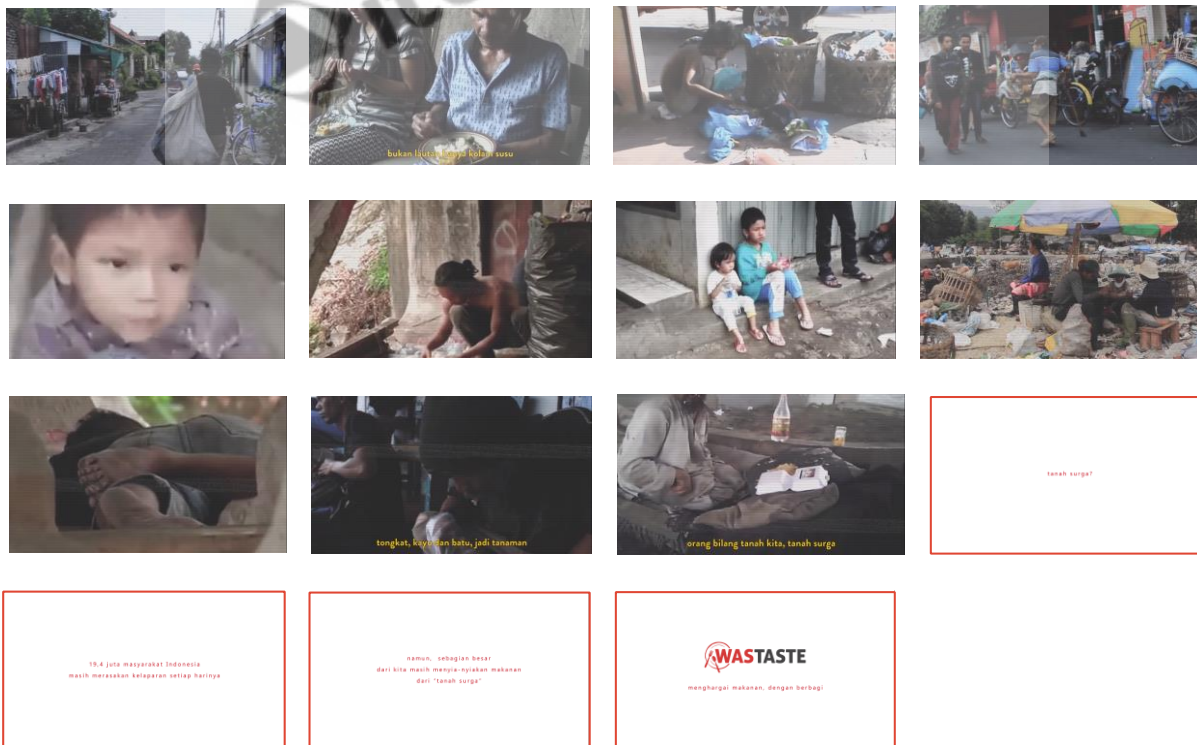 bukan lautan hanya kolam susu
tongkat, kayu dan batu, jadi tanaman
orang bilang tanah kita, tanah surga
tanah surga?
19,4 juta masyarakat Indonesia
masih merasakan kelaparan setiap harinya
namun, sebagian besar
dari kita masih menyia-nyiakan makanan
dari "tanah surga"
WASTASTE
menghargai makanan, dengan berbagi